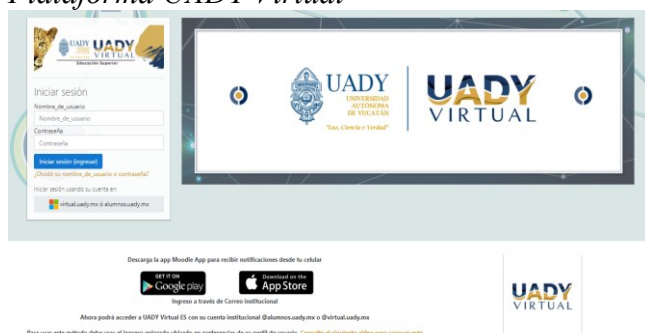 Plataforma UADY Virtual
UADY
UADY
VIRTUAL
Educación Superior
Iniciar sesión
Nombre_de_usuario
Nombre_de_usuario
Contraseña
Contraseña
Iniciar sesión (ingresar)
¿Olvidó su nombre_de_usuario o contraseña?
Iniciar sesión usando su cuenta en:
virtual.uady.mx ó alumnos.uady.mx
UADY
UNIVERSIDAD
AUTÓNOMA
DE YUCATÁN
"Luz, Ciencia y Verdad"
UADY
VIRTUAL
Descarga la app Moodle App para recibir notificaciones desde tu celular
GET IT ON
Google play
Download on the
App Store
Ingreso a través de Correo Institucional
Ahora podrá acceder a UADY Virtual ES con su cuenta institucional @alumnos.uady.mx o @virtual.uady.mx
UADY
VIRTUAL